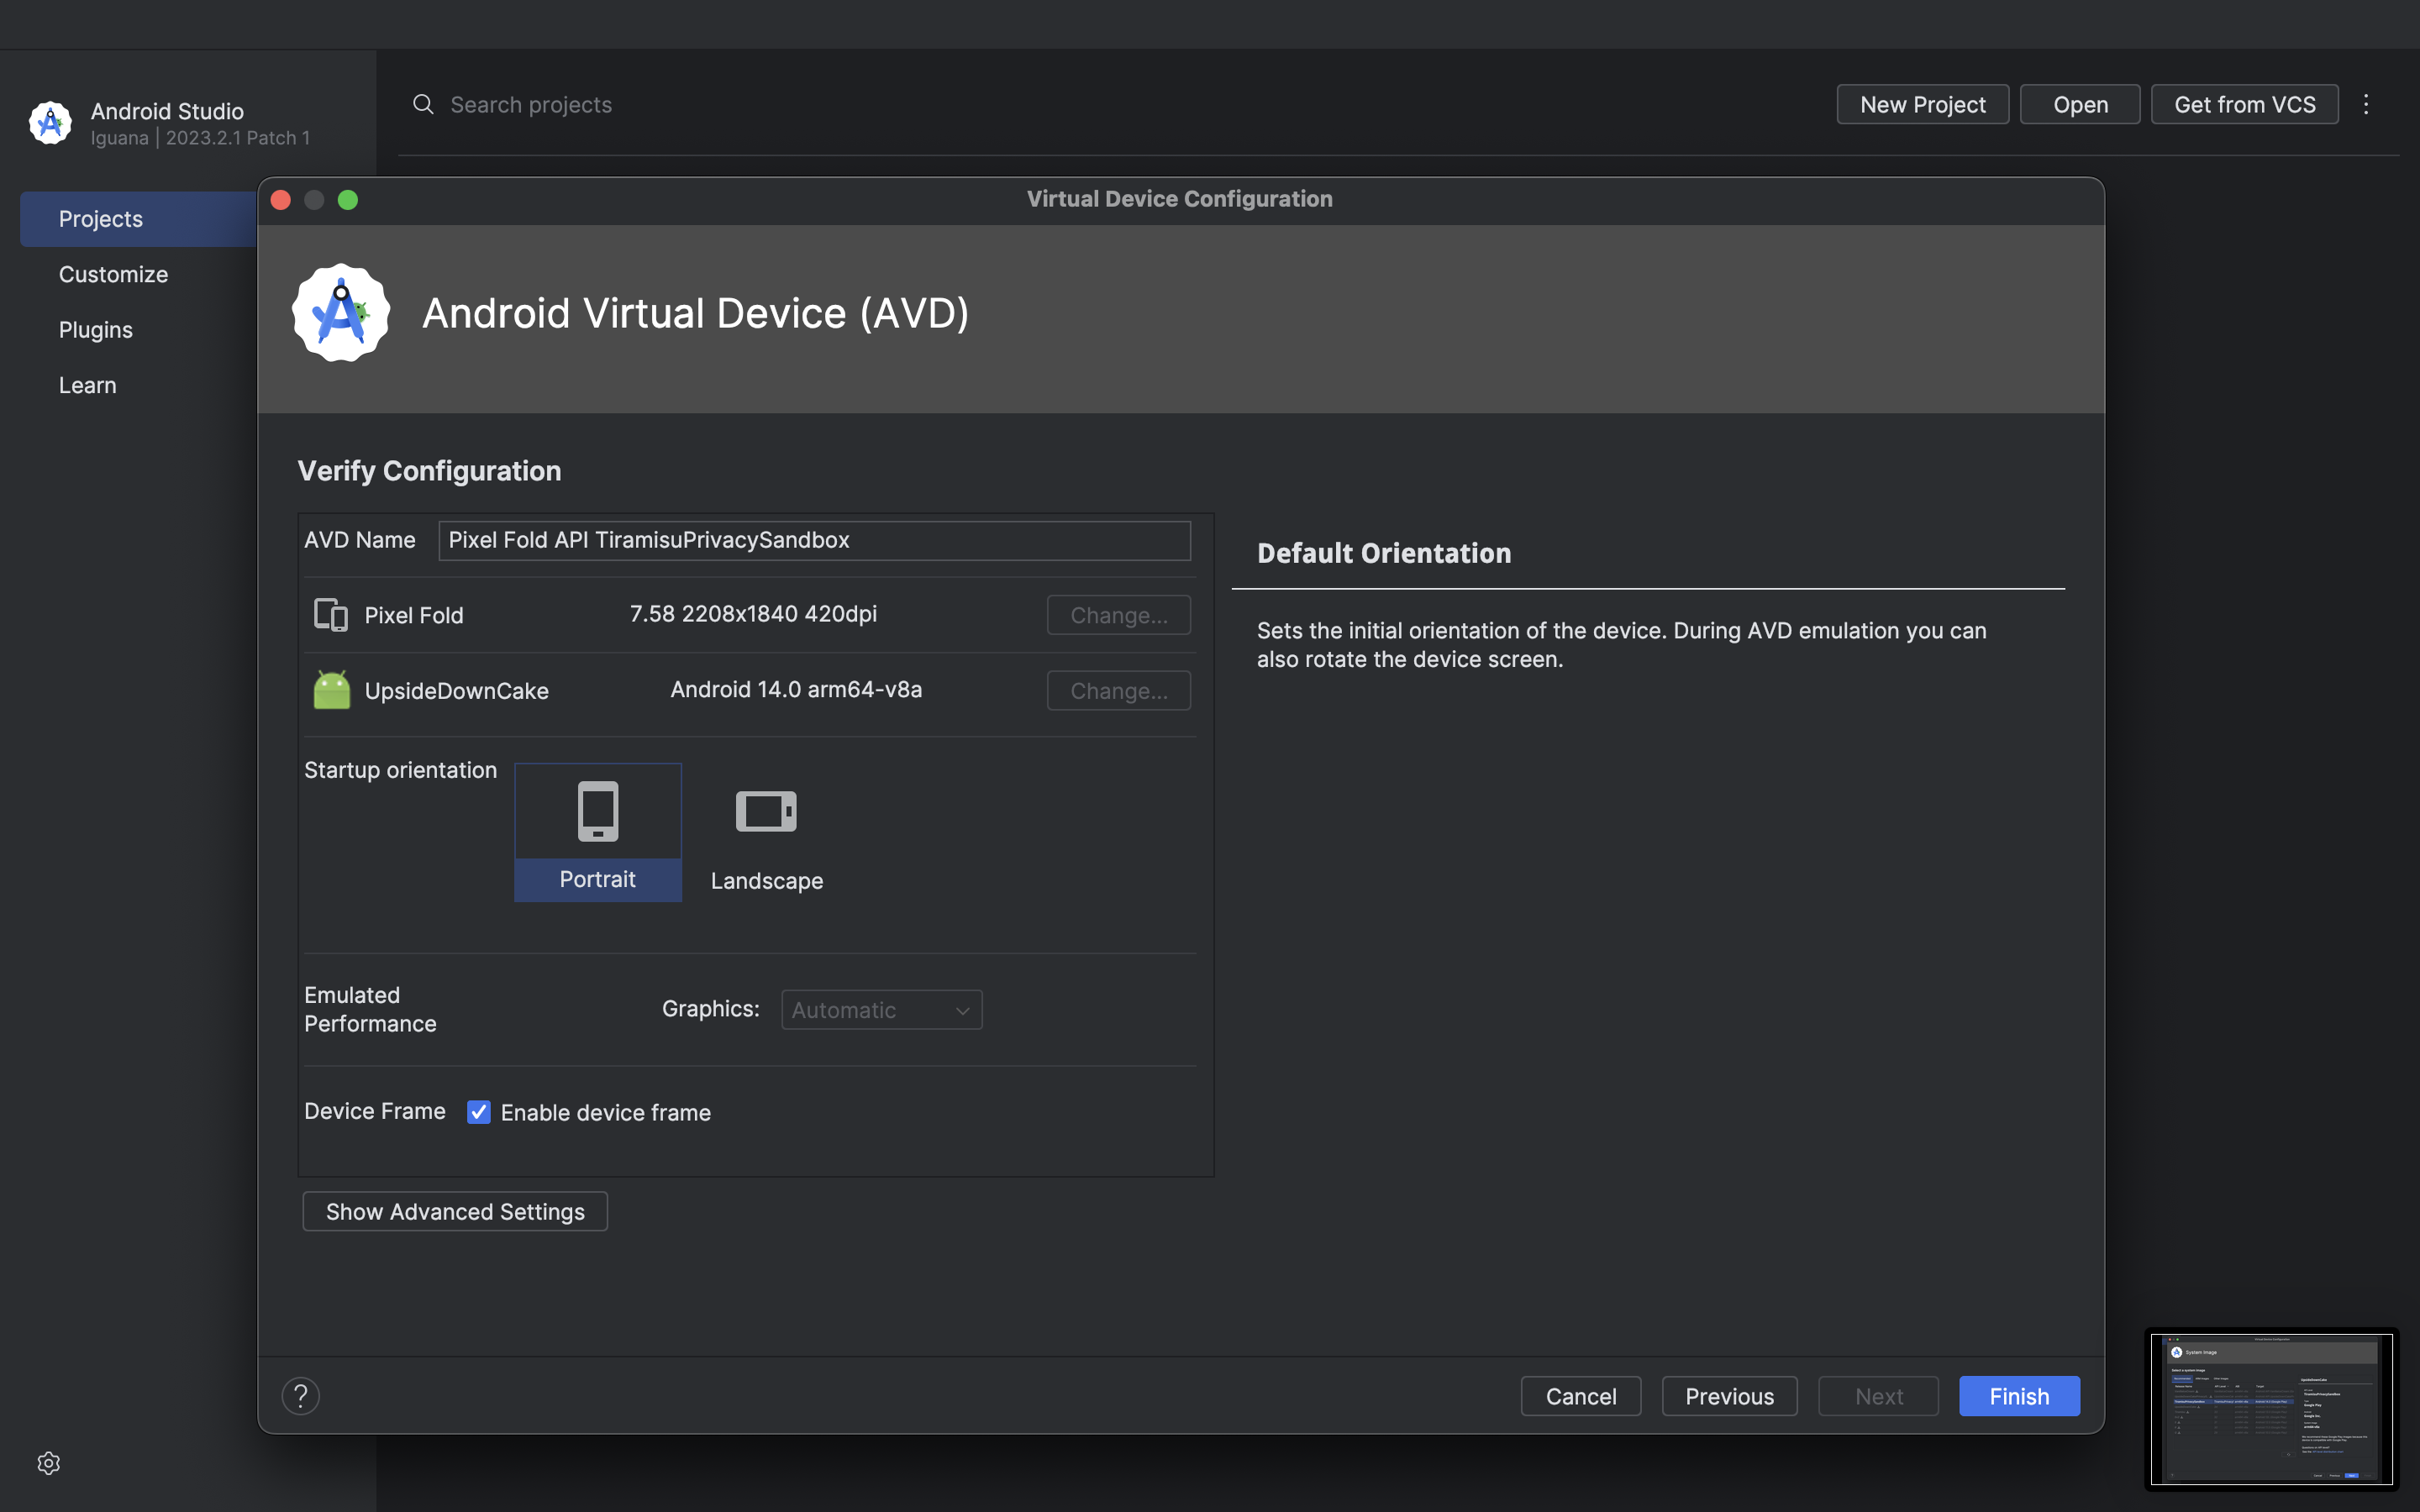 Android Studio
Iguana | 2023.2.1 Patch 1
Search projects
New Project
Open
Get from VCS
Projects
Customize
Plugins
Learn
Virtual Device Configuration
Android Virtual Device (AVD)
Verify Configuration
AVD Name
Pixel Fold API TiramisuPrivacySandbox
Pixel Fold
7.58 2208x1840 420dpi
Change...
UpsideDownCake
Android 14.0 arm64-v8a
Change...
Startup orientation
Portrait
Landscape
Emulated
Performance
Graphics:
Automatic
Device Frame
Enable device frame
Show Advanced Settings
Default Orientation
Sets the initial orientation of the device. During AVD emulation you can
also rotate the device screen.
?
Cancel
Previous
Next
Finish
System Image